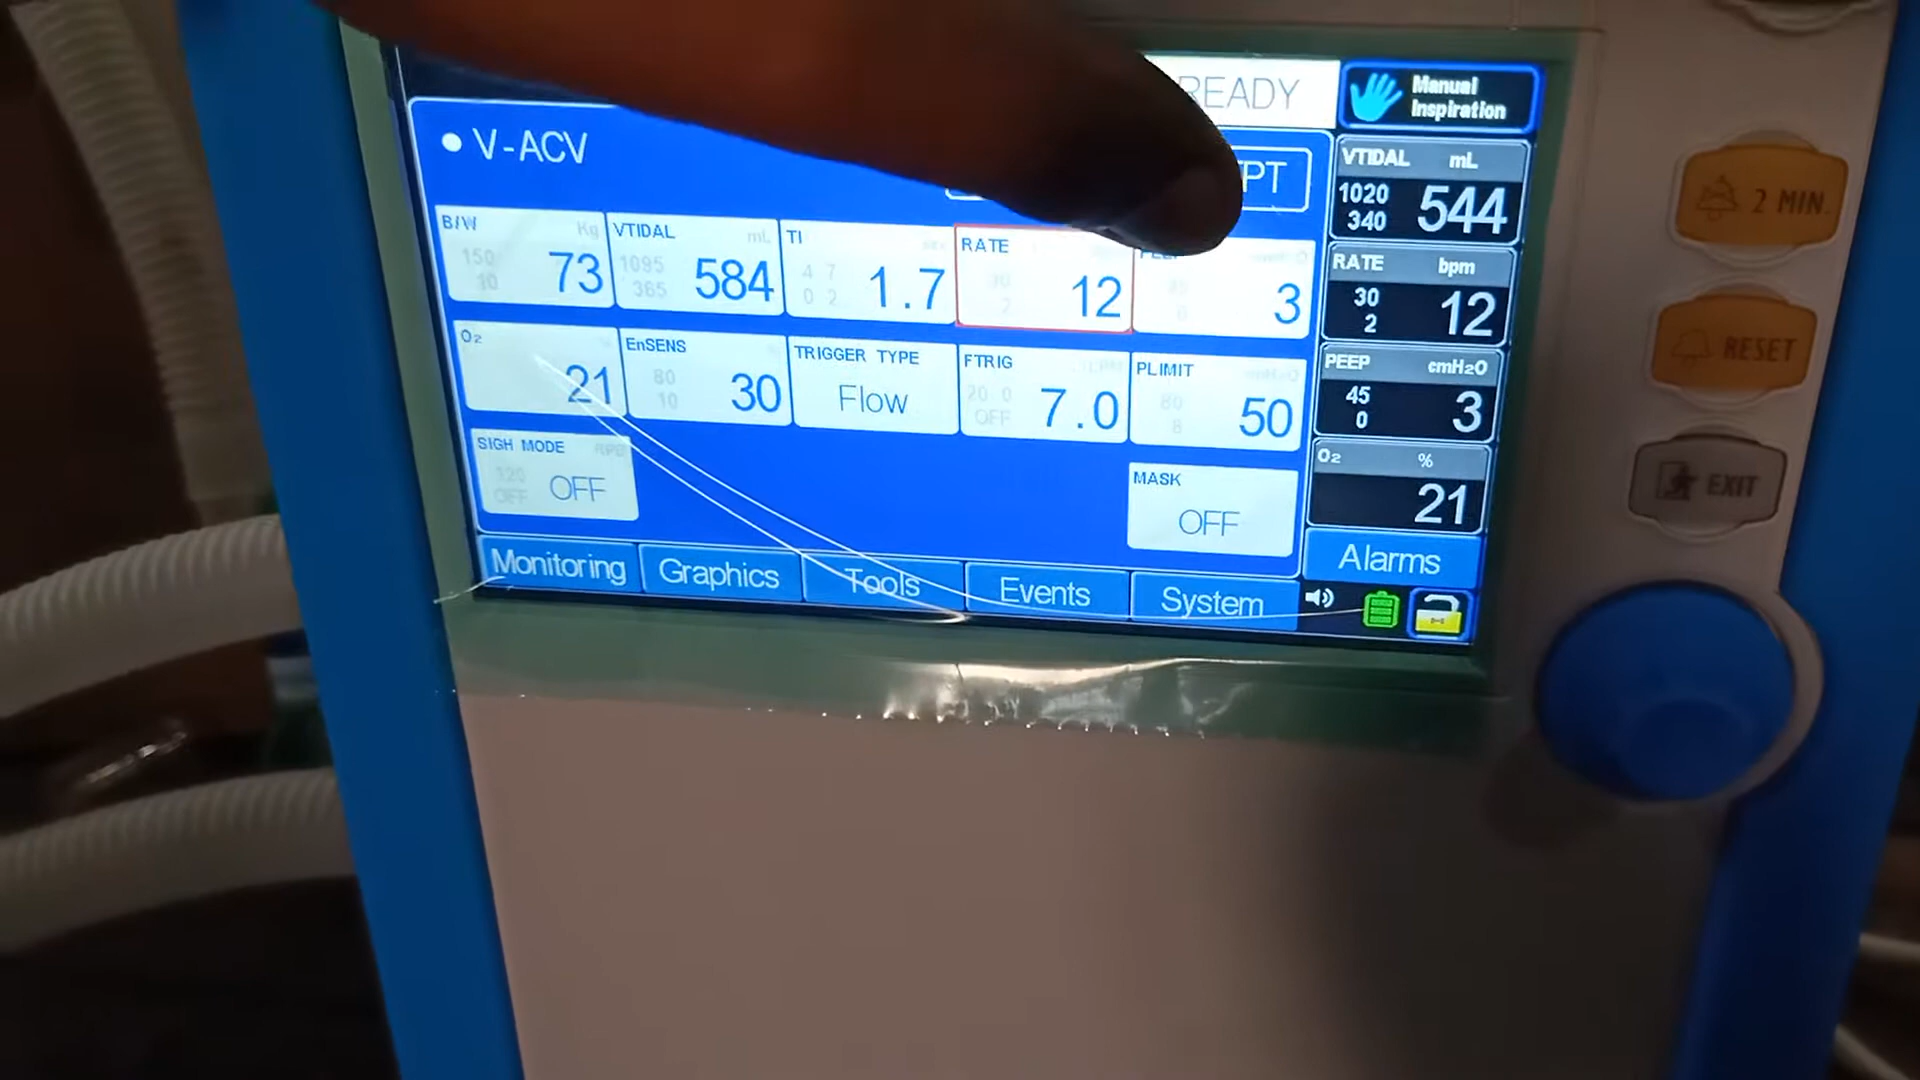 READY
Manual
Inspiration
V-ACV
PT
VTIDAL mL
1020
340
544
B/W Kg
150
10
73
VTIDAL mL
1095
365
584
TI
4 7
0 2
1.7
RATE
30
2
12
3
RATE bpm
30
2
12
O₂
21
EnSENS
80
10
30
TRIGGER TYPE
Flow
FTRIG
20 0
OFF
7.0
PLIMIT cmH2O
80
8
50
PEEP cmH2O
45
0
3
SIGH MODE
120
OFF
OFF
MASK
OFF
O₂ %
21
Monitoring
Graphics
Tools
Events
System
Alarms
2 MIN.
RESET
EXIT